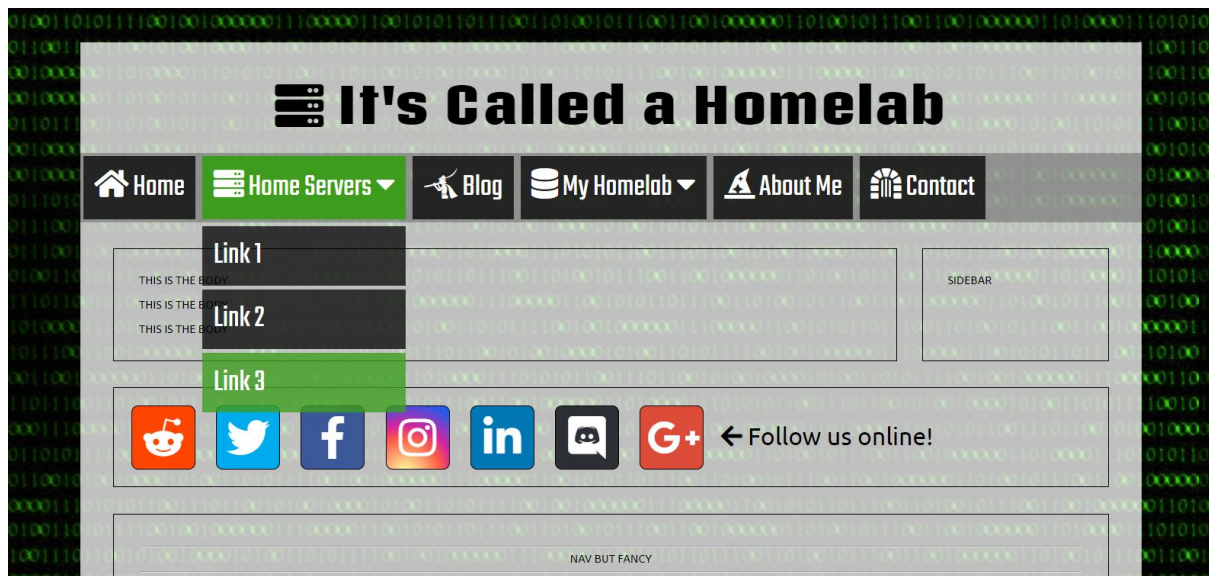 It's Called a Homelab
Home Home Servers Blog My Homelab About Me Contact
Link 1
Link 2
Link 3
THIS IS THE BODY
THIS IS THE BODY
THIS IS THE BODY
SIDEBAR
f in G+ Follow us online!
NAV BUT FANCY